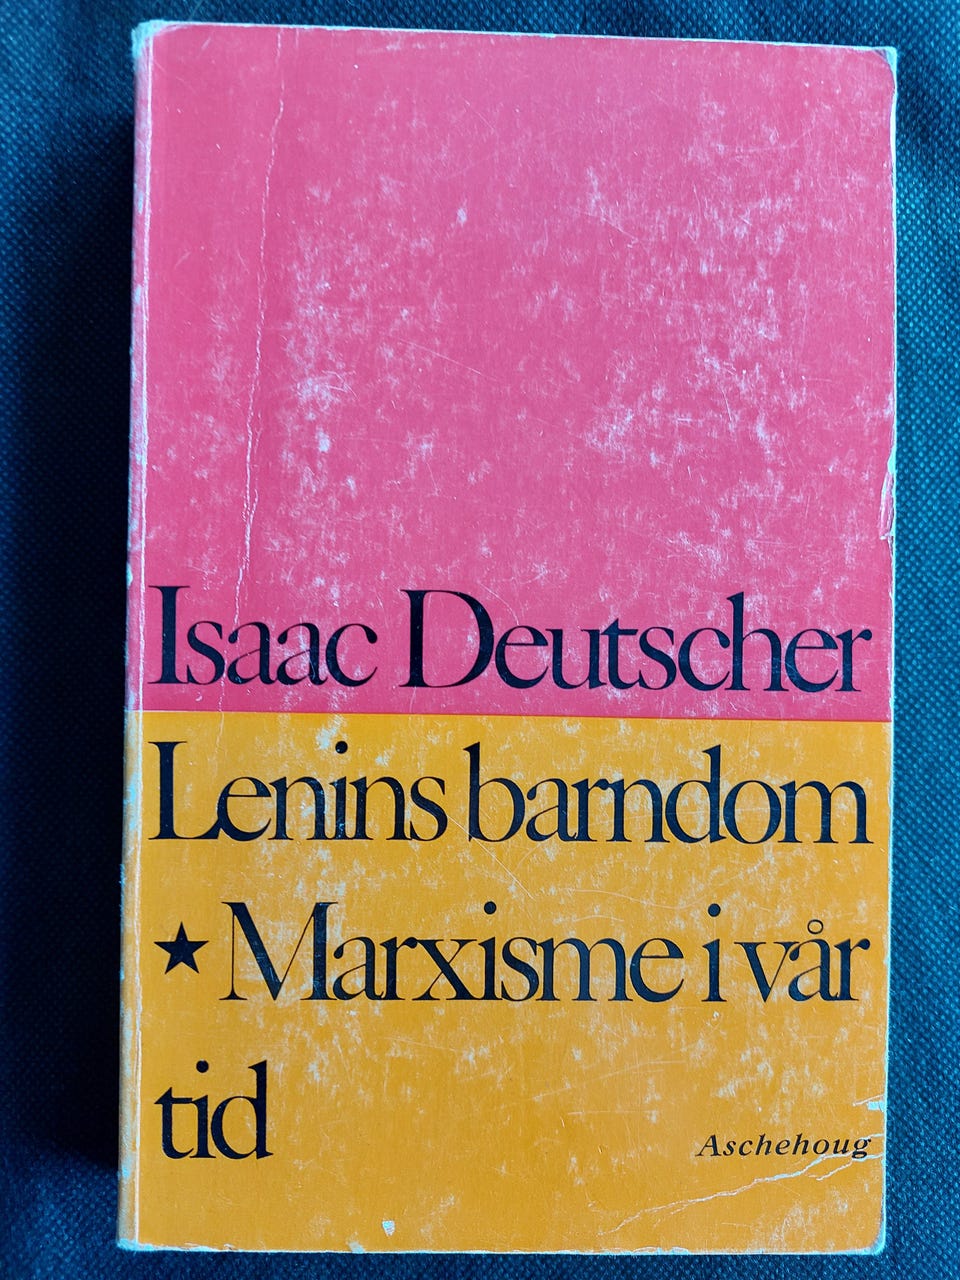 Isaac Deutscher
Lenins barndom
★ Marxisme i vår
tid
Aschehoug